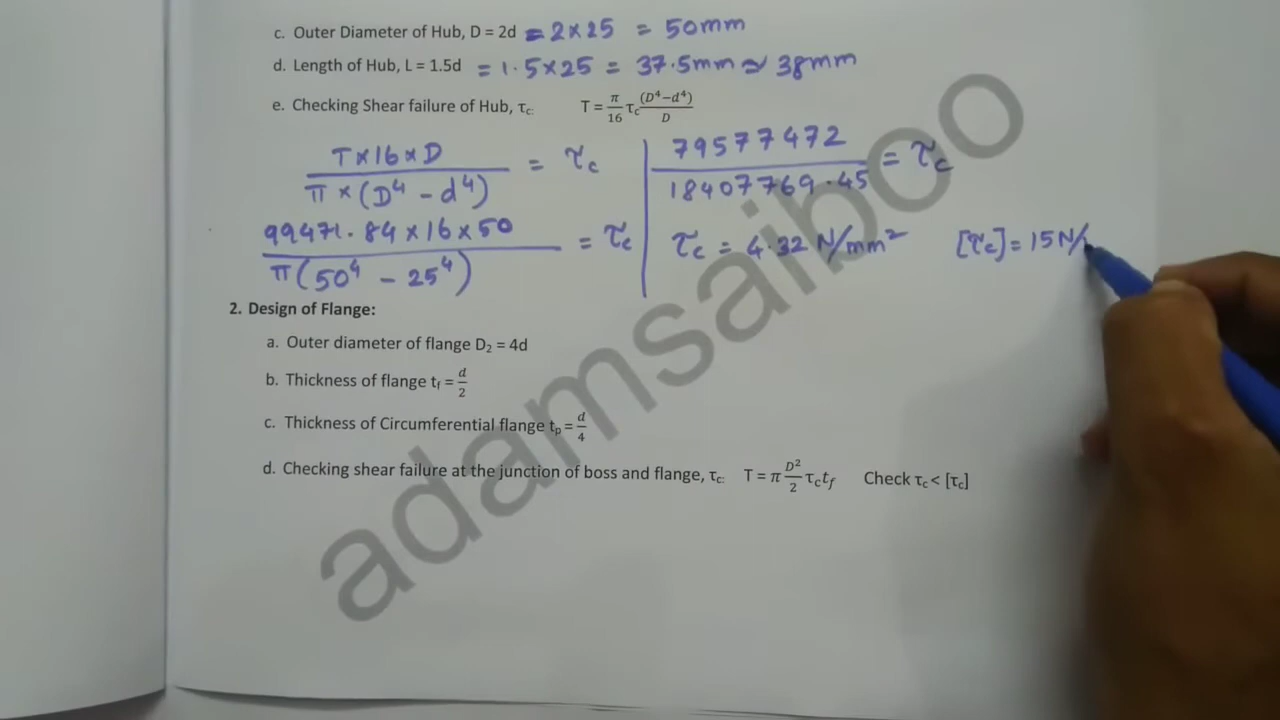 c. Outer Diameter of Hub, D = 2d = 2×25 = 50mm
d. Length of Hub, L = 1.5d = 1.5×25 = 37.5mm ≈ 38mm
e. Checking Shear failure of Hub, τc: T = π/16 τc (D⁴−d⁴)/D
T×16×D / π×(D⁴ − d⁴) = τc
99471.84×16×50 / π(50⁴ − 25⁴) = τc
79577472 / 18407769.45 = τc
τc = 4.32 N/mm² [τc] = 15N/
2. Design of Flange:
a. Outer diameter of flange D₂ = 4d
b. Thickness of flange tf = d/2
c. Thickness of Circumferential flange tp = d/4
d. Checking shear failure at the junction of boss and flange, τc: T = π D²/2 τc tf Check τc < [τc]
adamsaiboo